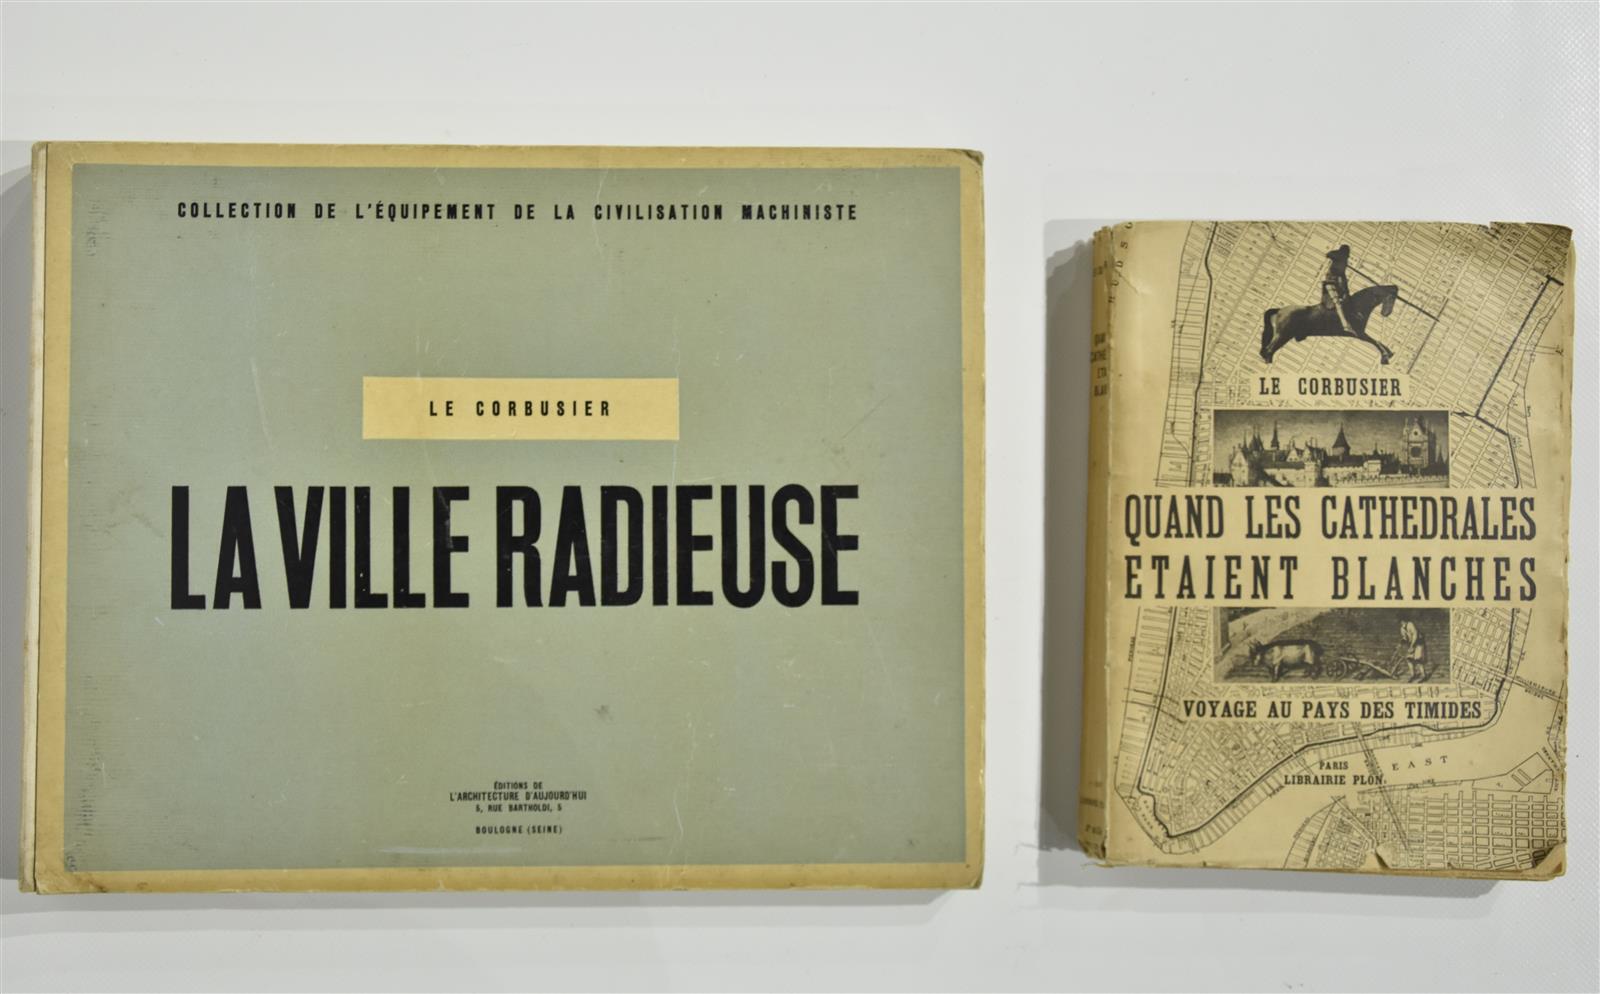 COLLECTION DE L'ÉQUIPEMENT DE LA CIVILISATION MACHINISTE
LE CORBUSIER
LA VILLE RADIEUSE
ÉDITIONS DE
L'ARCHITECTURE D'AUJOURD'HUI
5, RUE BARTHOLDI, 5
BOULOGNE (SEINE)
HUDSO
LE CORBUSIER
QUAND LES CATHEDRALES
ETAIENT BLANCHES
VOYAGE AU PAYS DES TIMIDES
PARIS
LIBRAIRIE PLON
EAST